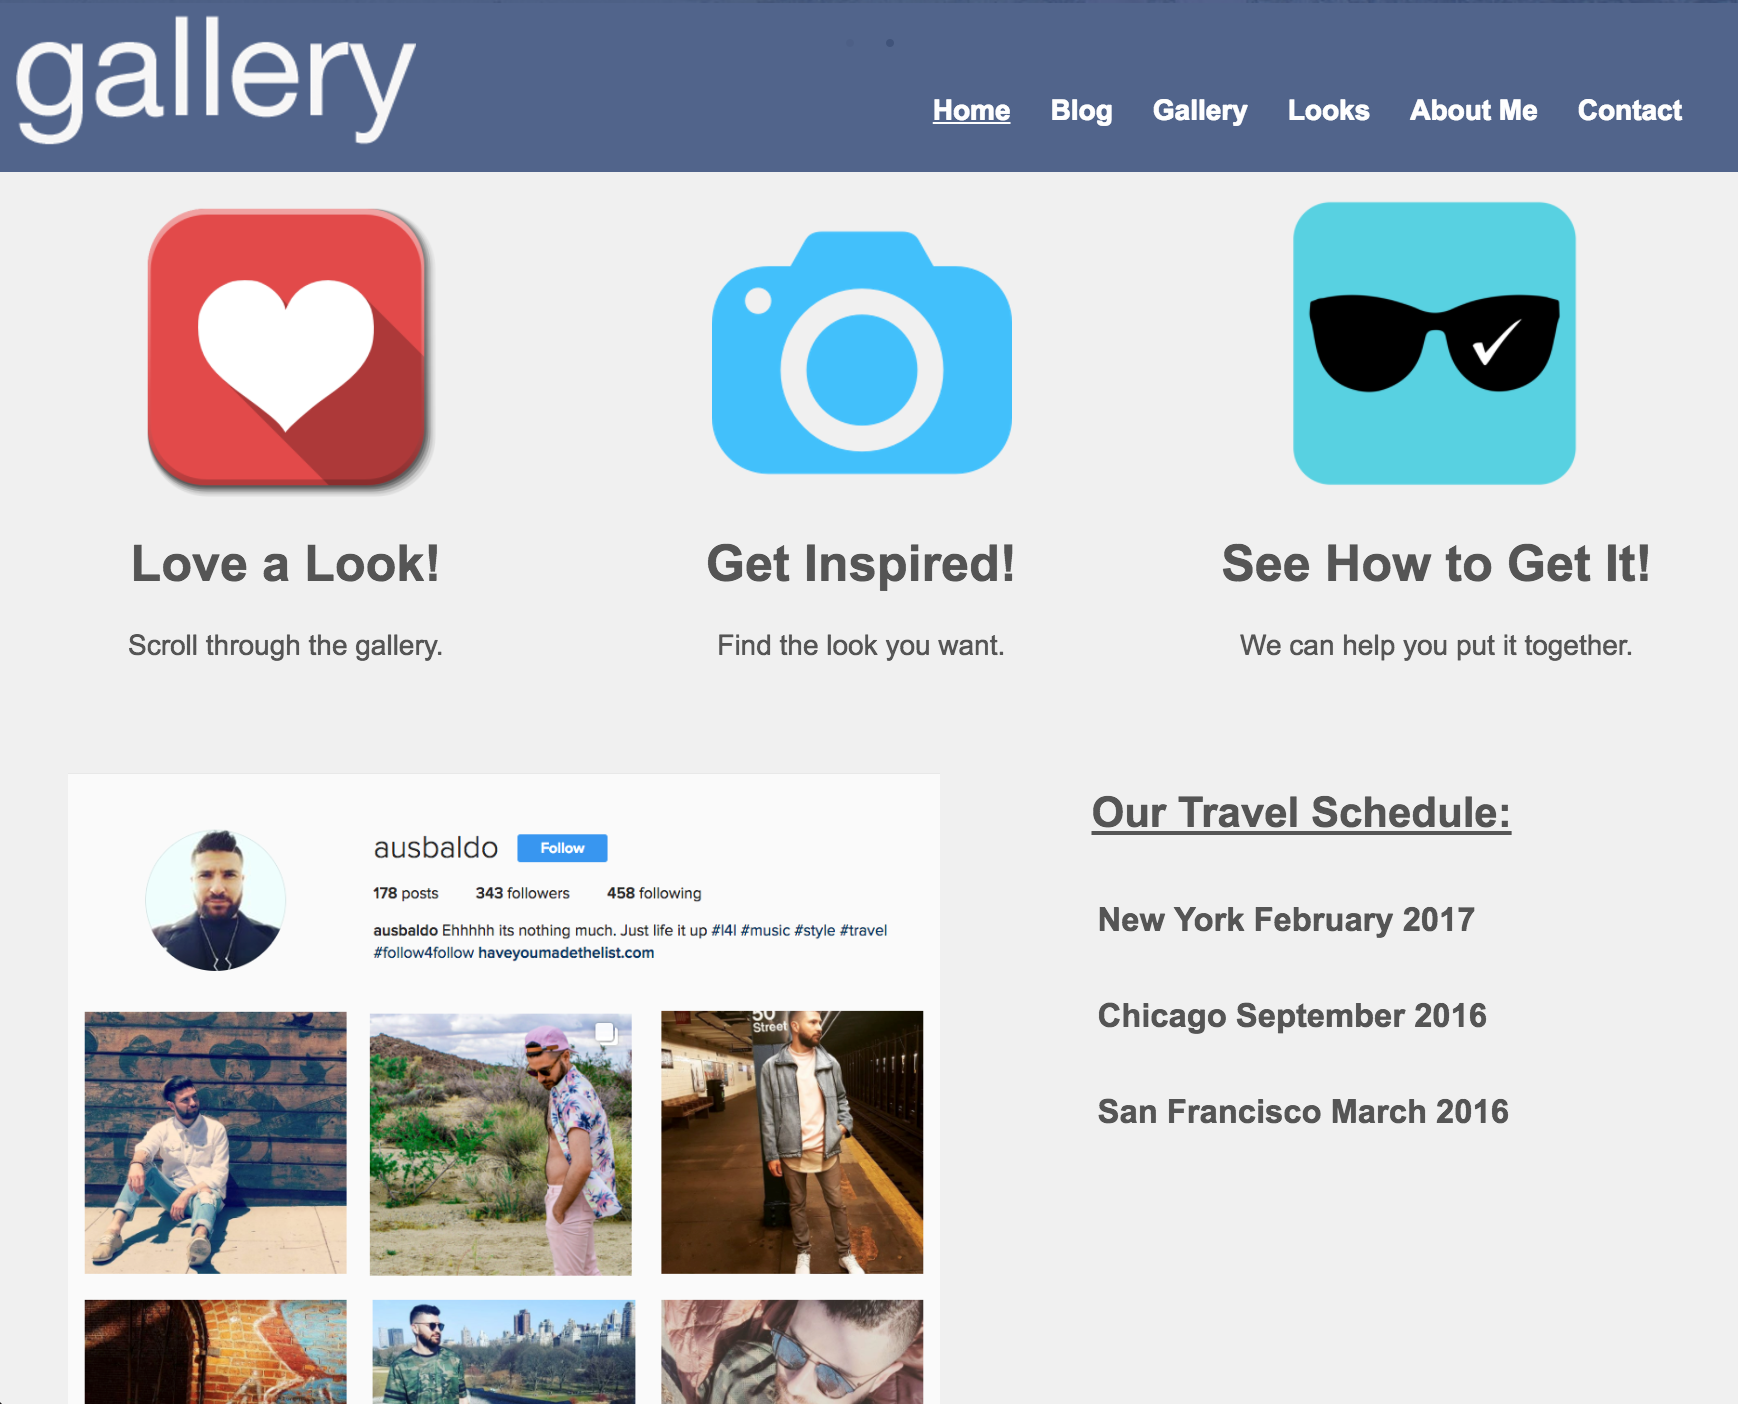 gallery
Home Blog Gallery Looks About Me Contact
Love a Look!
Get Inspired!
See How to Get It!
Scroll through the gallery.
Find the look you want.
We can help you put it together.
ausbaldo Follow
178 posts 343 followers 458 following
ausbaldo Ehhhhh its nothing much. Just life it up #l4l #music #style #travel
#follow4follow haveyoumadethelist.com
50
Street
Our Travel Schedule:
New York February 2017
Chicago September 2016
San Francisco March 2016